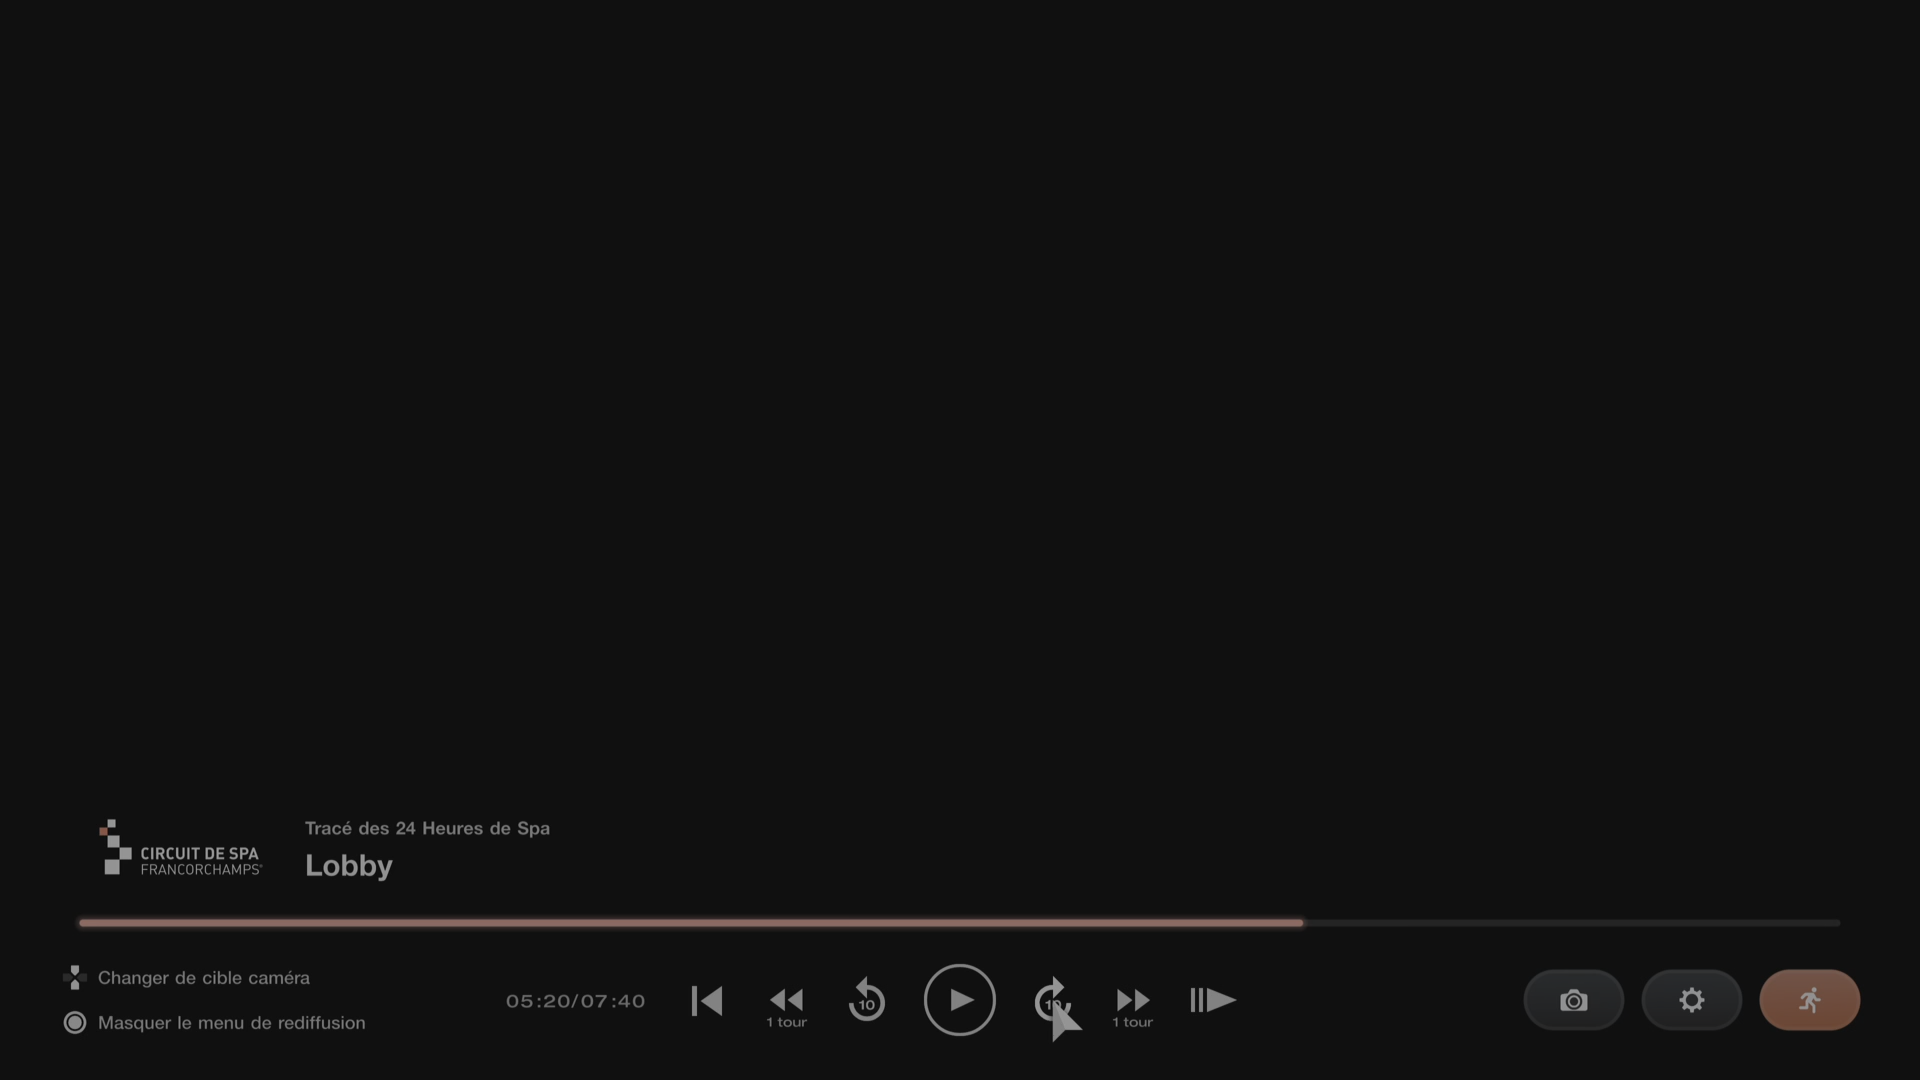 Tracé des 24 Heures de Spa
CIRCUIT DE SPA
FRANCORCHAMPS
Lobby
Changer de cible caméra
Masquer le menu de rediffusion
05:20/07:40
1 tour
10
10
1 tour